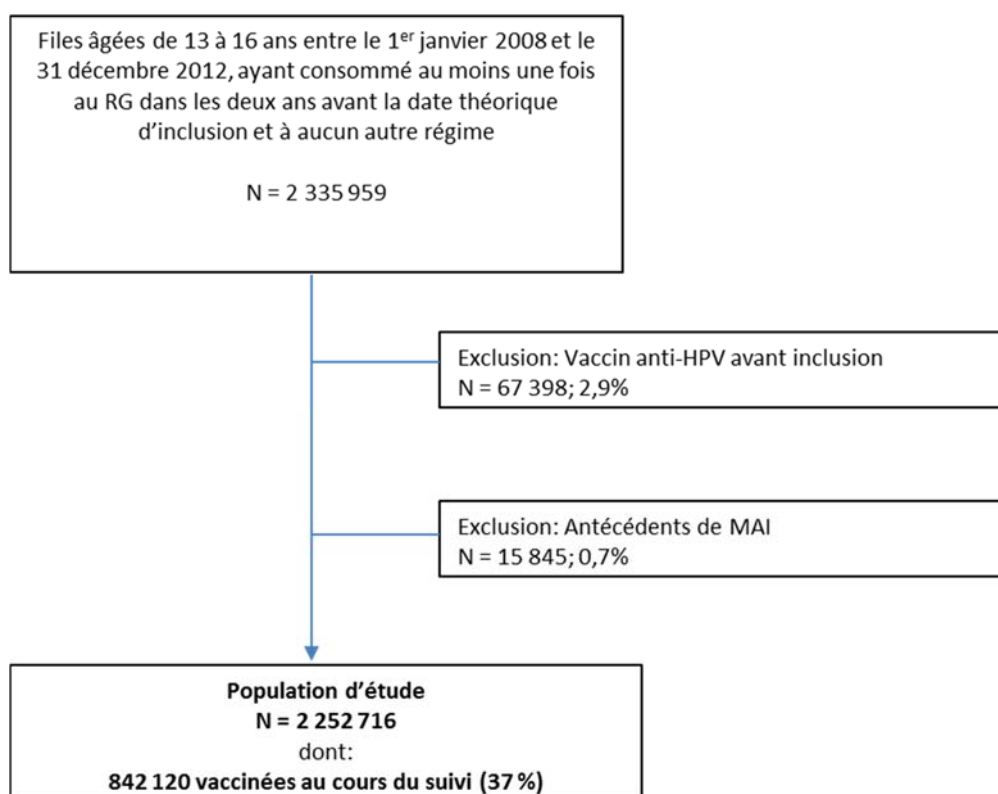 Files âgées de 13 à 16 ans entre le 1er janvier 2008 et le
31 décembre 2012, ayant consommé au moins une fois
au RG dans les deux ans avant la date théorique
d’inclusion et à aucun autre régime
N = 2 335 959
Exclusion: Vaccin anti-HPV avant inclusion
N = 67 398; 2,9%
Exclusion: Antécédents de MAI
N = 15 845; 0,7%
Population d’étude
N = 2 252 716
dont:
842 120 vaccinées au cours du suivi (37 %)